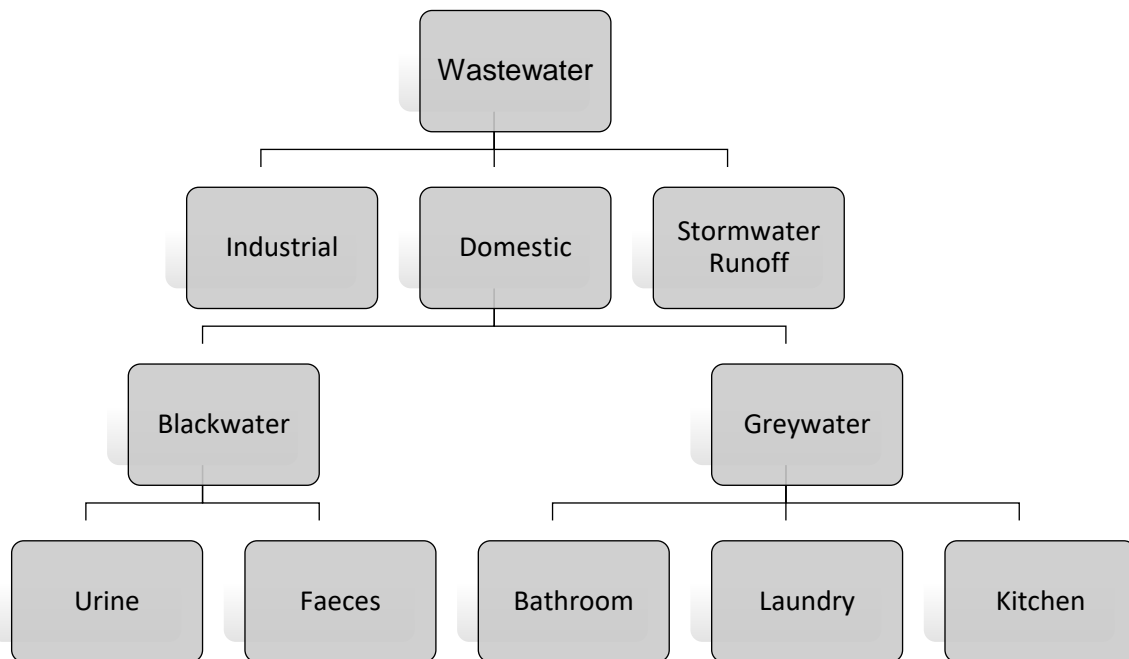 Wastewater
Industrial
Domestic
Stormwater
Runoff
Blackwater
Greywater
Urine
Faeces
Bathroom
Laundry
Kitchen